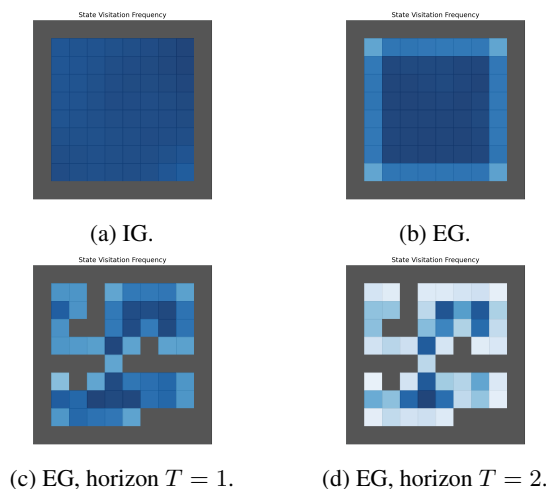 State Visitation Frequency
State Visitation Frequency
(a) IG.
(b) EG.
State Visitation Frequency
State Visitation Frequency
(c) EG, horizon T = 1.
(d) EG, horizon T = 2.